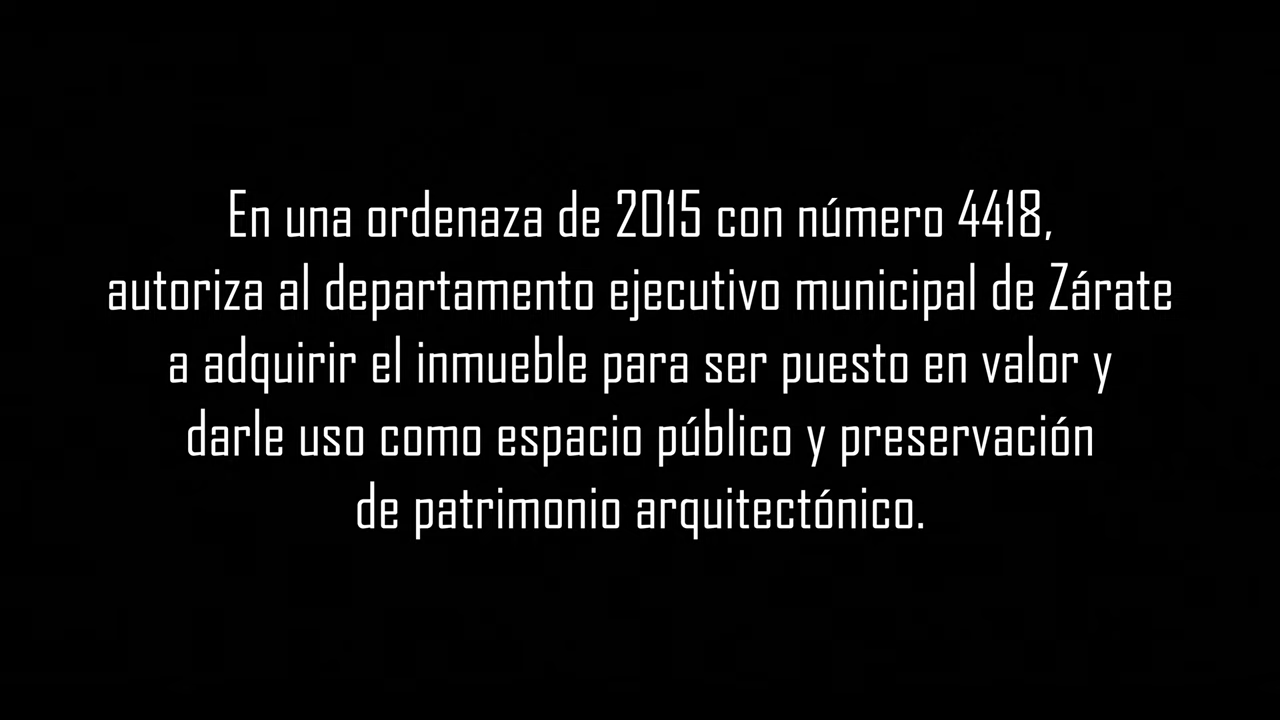 En una ordenaza de 2015 con número 4418,
autoriza al departamento ejecutivo municipal de Zárate
a adquirir el inmueble para ser puesto en valor y
darle uso como espacio público y preservación
de patrimonio arquitectónico.